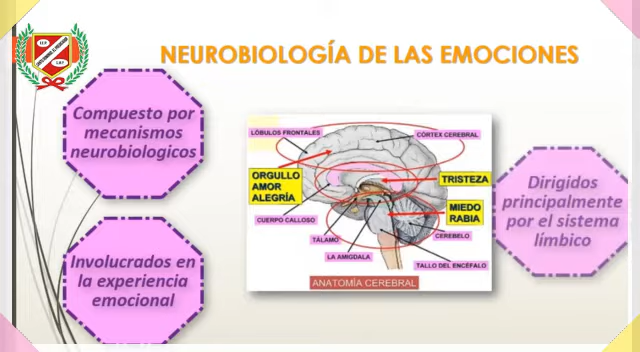 NEUROBIOLOGÍA DE LAS EMOCIONES
Compuesto por
mecanismos
neurobiologicos
Involucrados en
la experiencia
emocional
LÓBULOS FRONTALES
CÓRTEX CEREBRAL
ORGULLO
AMOR
ALEGRÍA
TRISTEZA
MIEDO
RABIA
CUERPO CALLOSO
CEREBELO
TÁLAMO
LA AMIGDALA
TALLO DEL ENCÉFALO
ANATOMÍA CEREBRAL
Dirigidos
principalmente
por el sistema
límbico